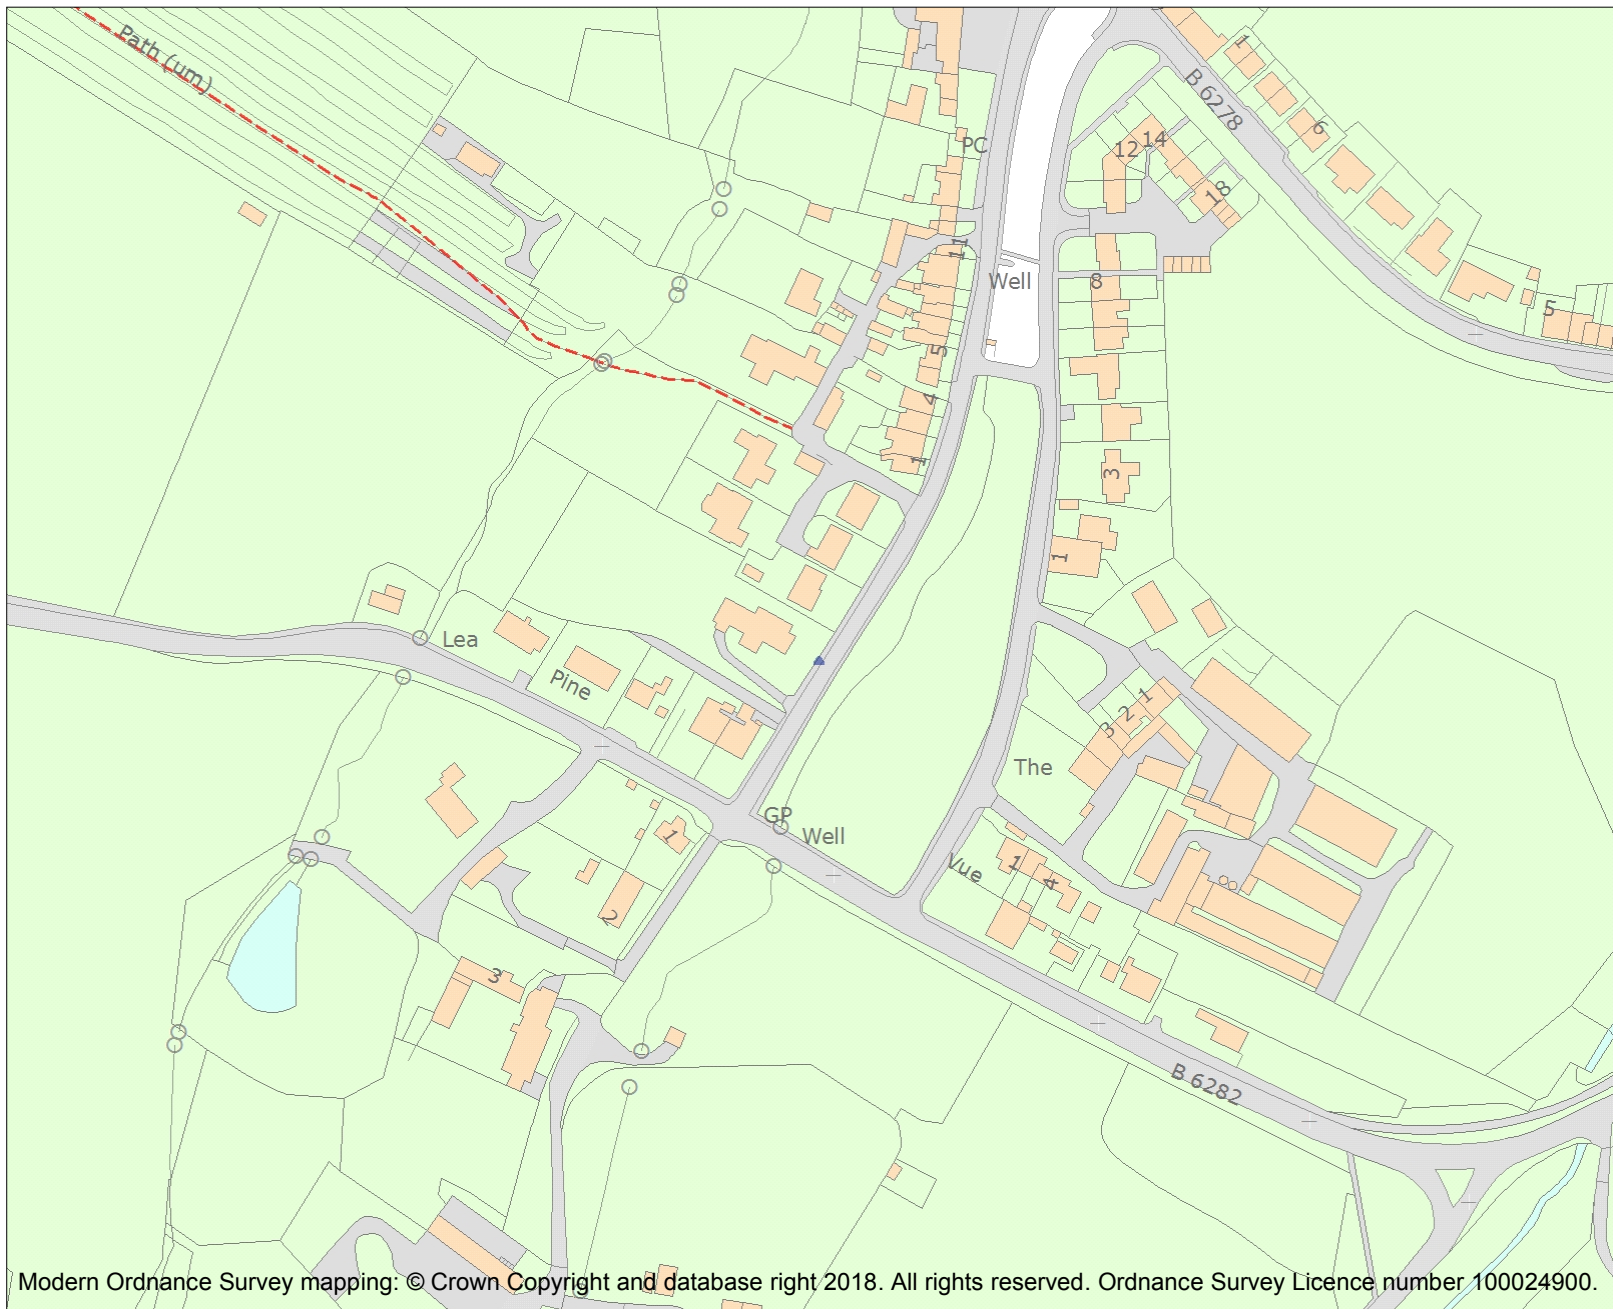 Path (um)
1
B 6278
6
PC
12
14
18
11
Well
8
5
5
4
1
3
1
Lea
Pine
1
2
3
The
GP
Well
1
Vue
1
4
2
3
B 6282
Modern Ordnance Survey mapping: © Crown Copyright and database right 2018. All rights reserved. Ordnance Survey Licence number 100024900.